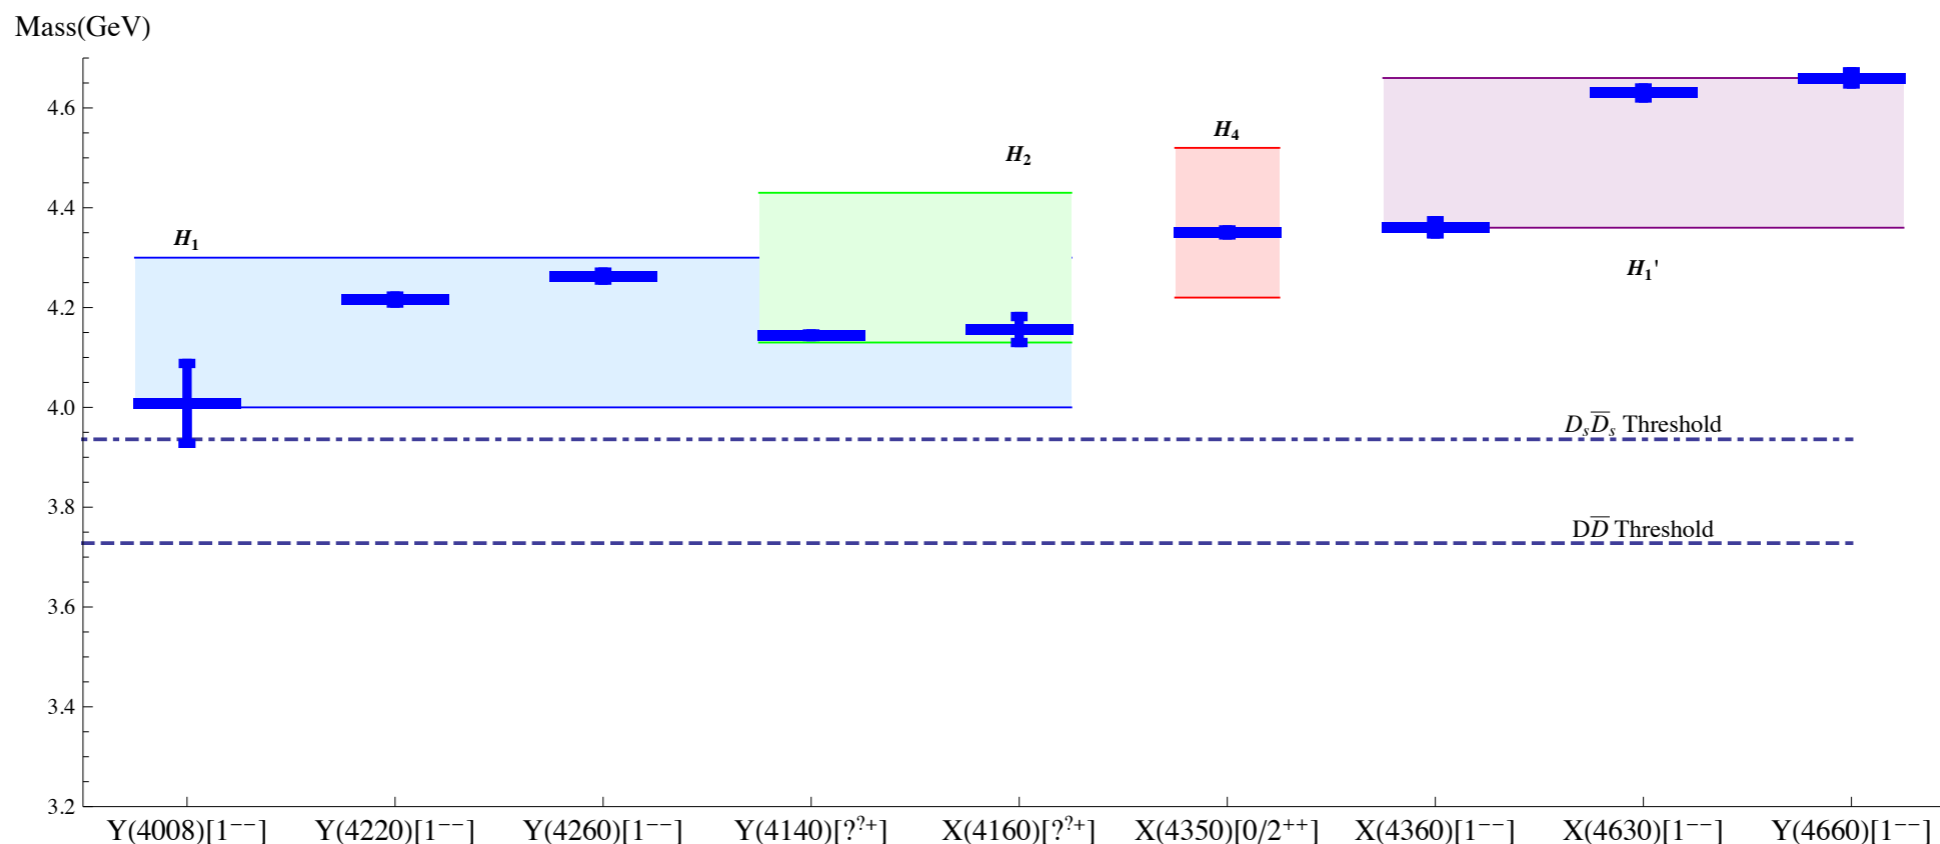 Mass(GeV)
4.6
4.4
4.2
4.0
3.8
3.6
3.4
3.2
H₁
H₂
H₄
H₁'
DₛD̅ₛ Threshold
DD̅ Threshold
Y(4008)[1⁻⁻]
Y(4220)[1⁻⁻]
Y(4260)[1⁻⁻]
Y(4140)[?^?⁺]
X(4160)[?^?⁺]
X(4350)[0/2⁺⁺]
X(4360)[1⁻⁻]
X(4630)[1⁻⁻]
Y(4660)[1⁻⁻]